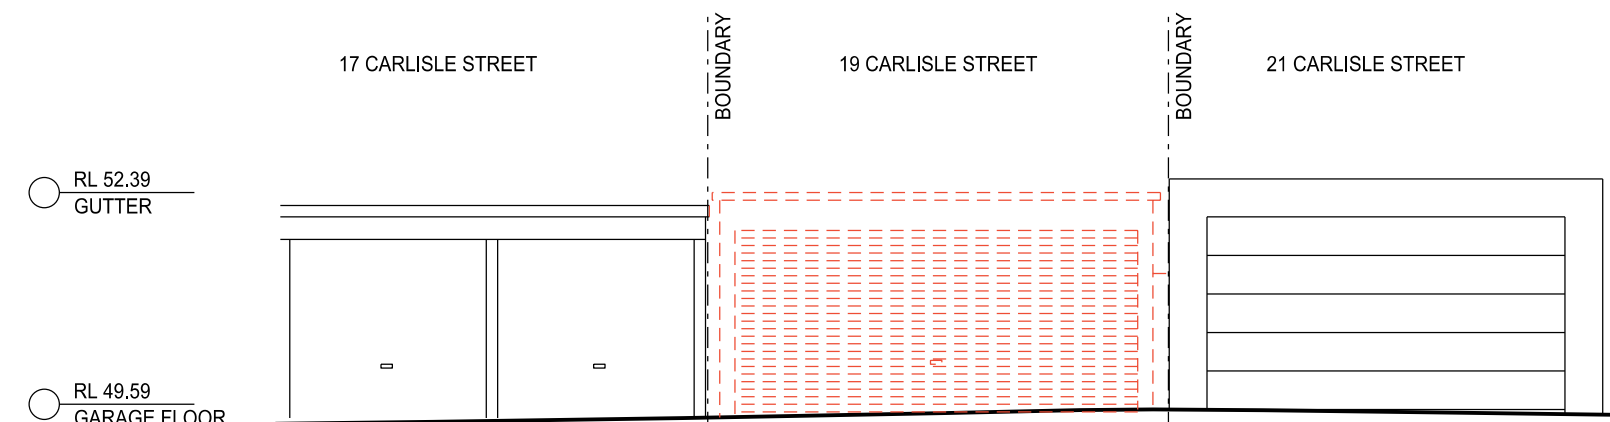 17 CARLISLE STREET
BOUNDARY
19 CARLISLE STREET
BOUNDARY
21 CARLISLE STREET
RL 52.39
GUTTER
RL 49.59
GARAGE FLOOR